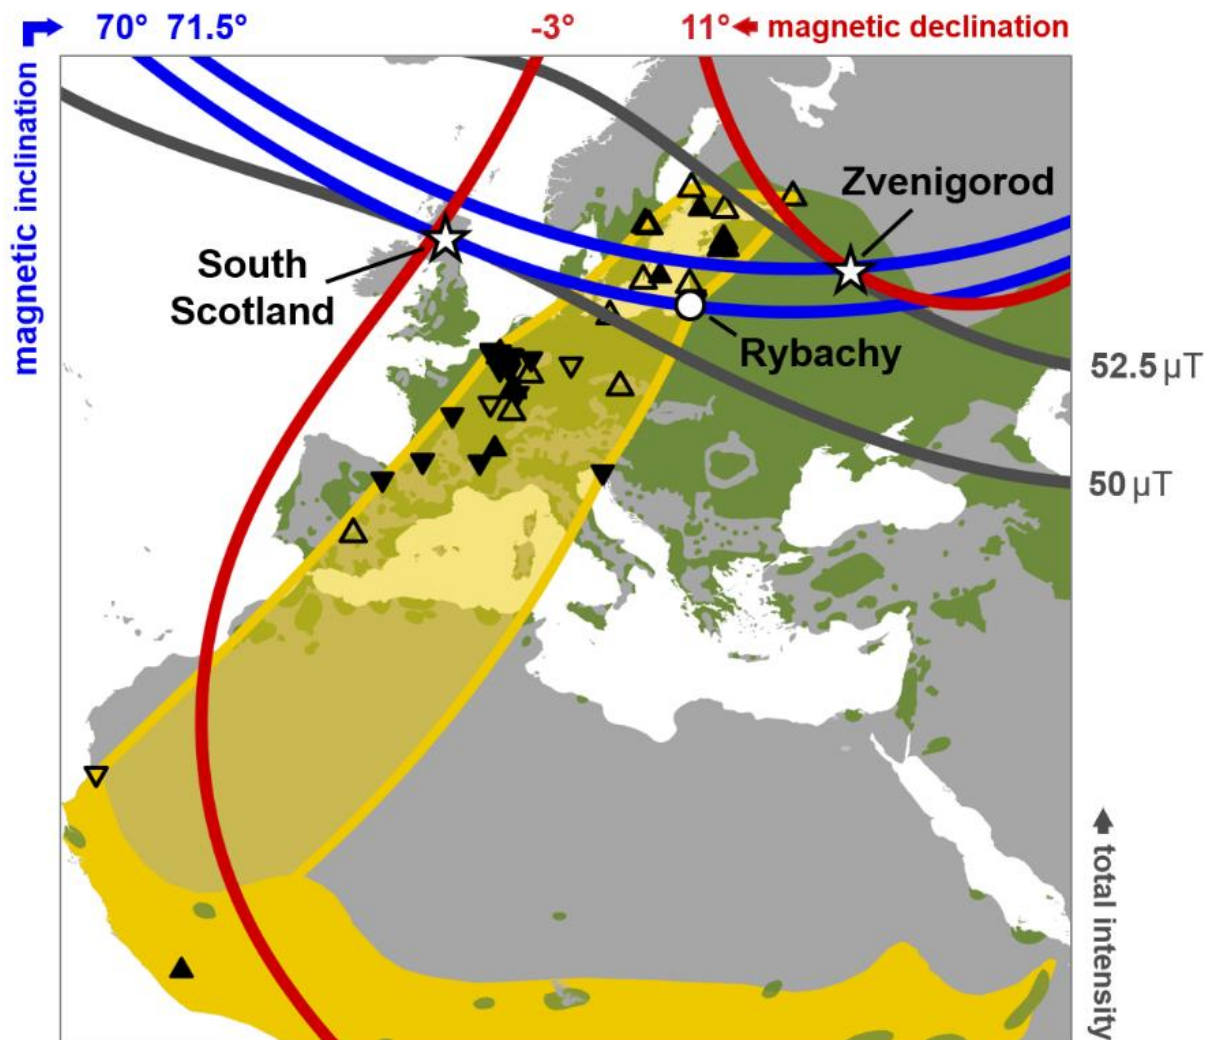 70° 71.5° -3° 11° magnetic declination
magnetic inclination
Zvenigorod
South
Scotland
Rybachy
52.5 µT
50 µT
total intensity